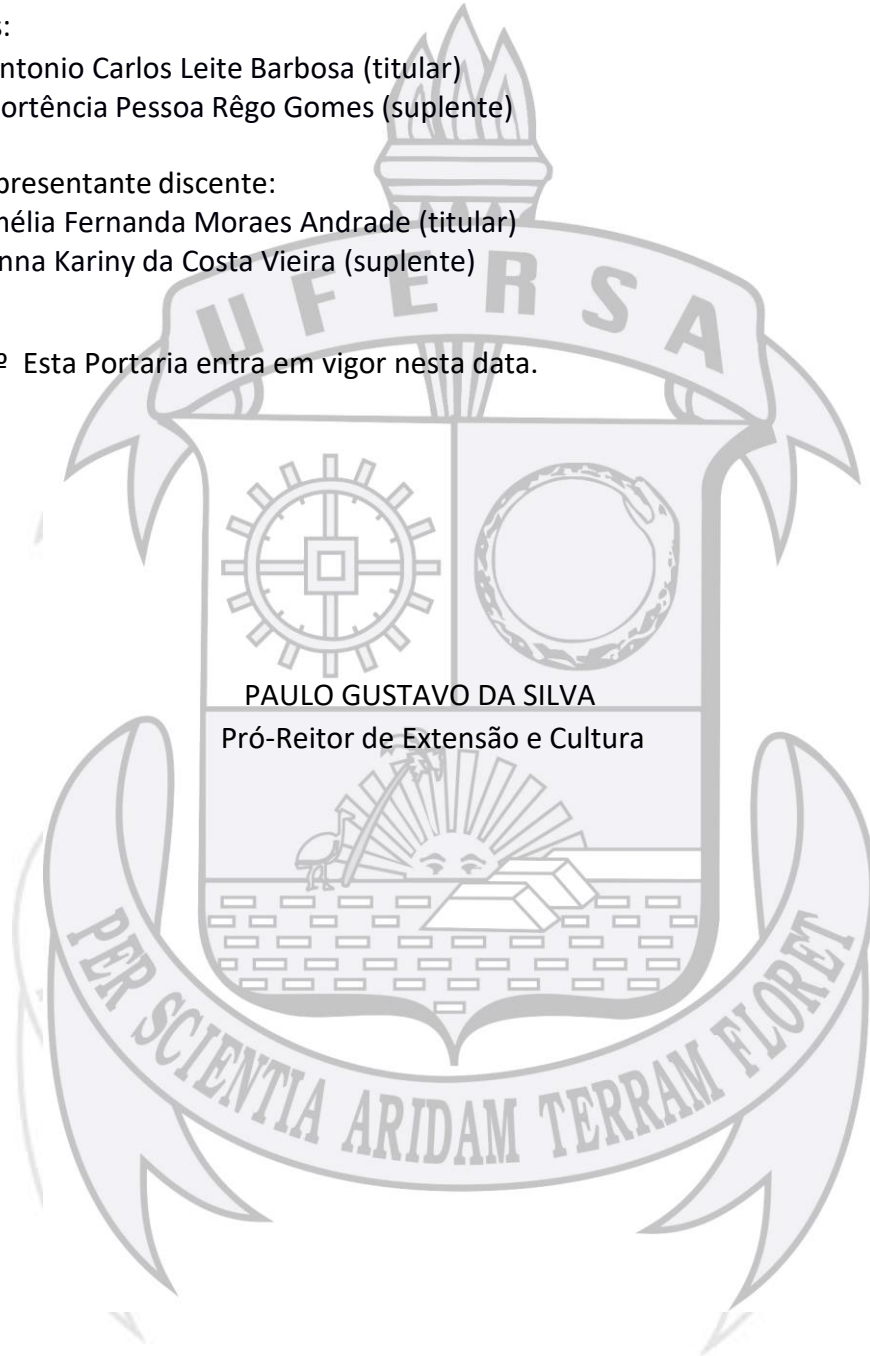 s:
ntonio Carlos Leite Barbosa (titular)
ortência Pessoa Rêgo Gomes (suplente)
presentante discente:
mélia Fernanda Moraes Andrade (titular)
nna Kariny da Costa Vieira (suplente)
UFERSA
º Esta Portaria entra em vigor nesta data.
PAULO GUSTAVO DA SILVA
Pró-Reitor de Extensão e Cultura
PER SCIENTIA ARIDAM TERRAM FLORET